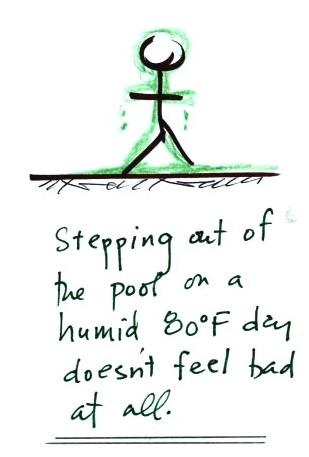 Stepping out of
the pool on a
humid 80°F day
doesn't feel bad
at all.